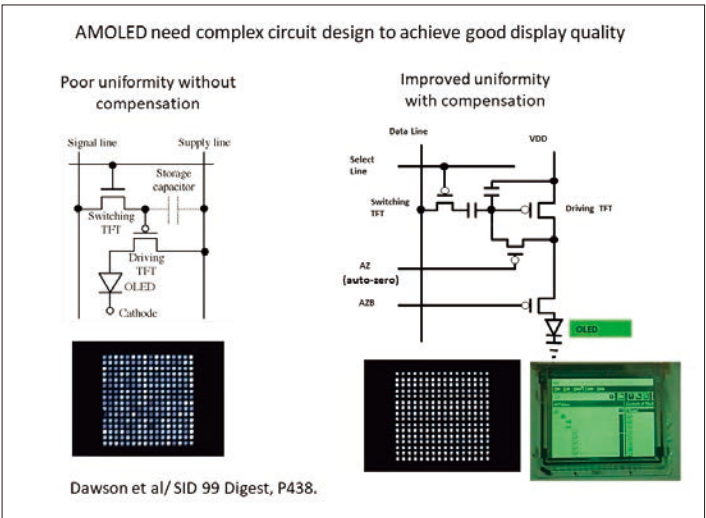 AMOLED need complex circuit design to achieve good display quality
Poor uniformity without
compensation
Signal line
Supply line
Storage
capacitor
Switching
TFT
Driving
TFT
OLED
Cathode
Improved uniformity
with compensation
Data Line
VDD
Select
Line
Switching
TFT
Driving TFT
AZ
(auto-zero)
AZB
OLED
Dawson et al/ SID 99 Digest, P438.